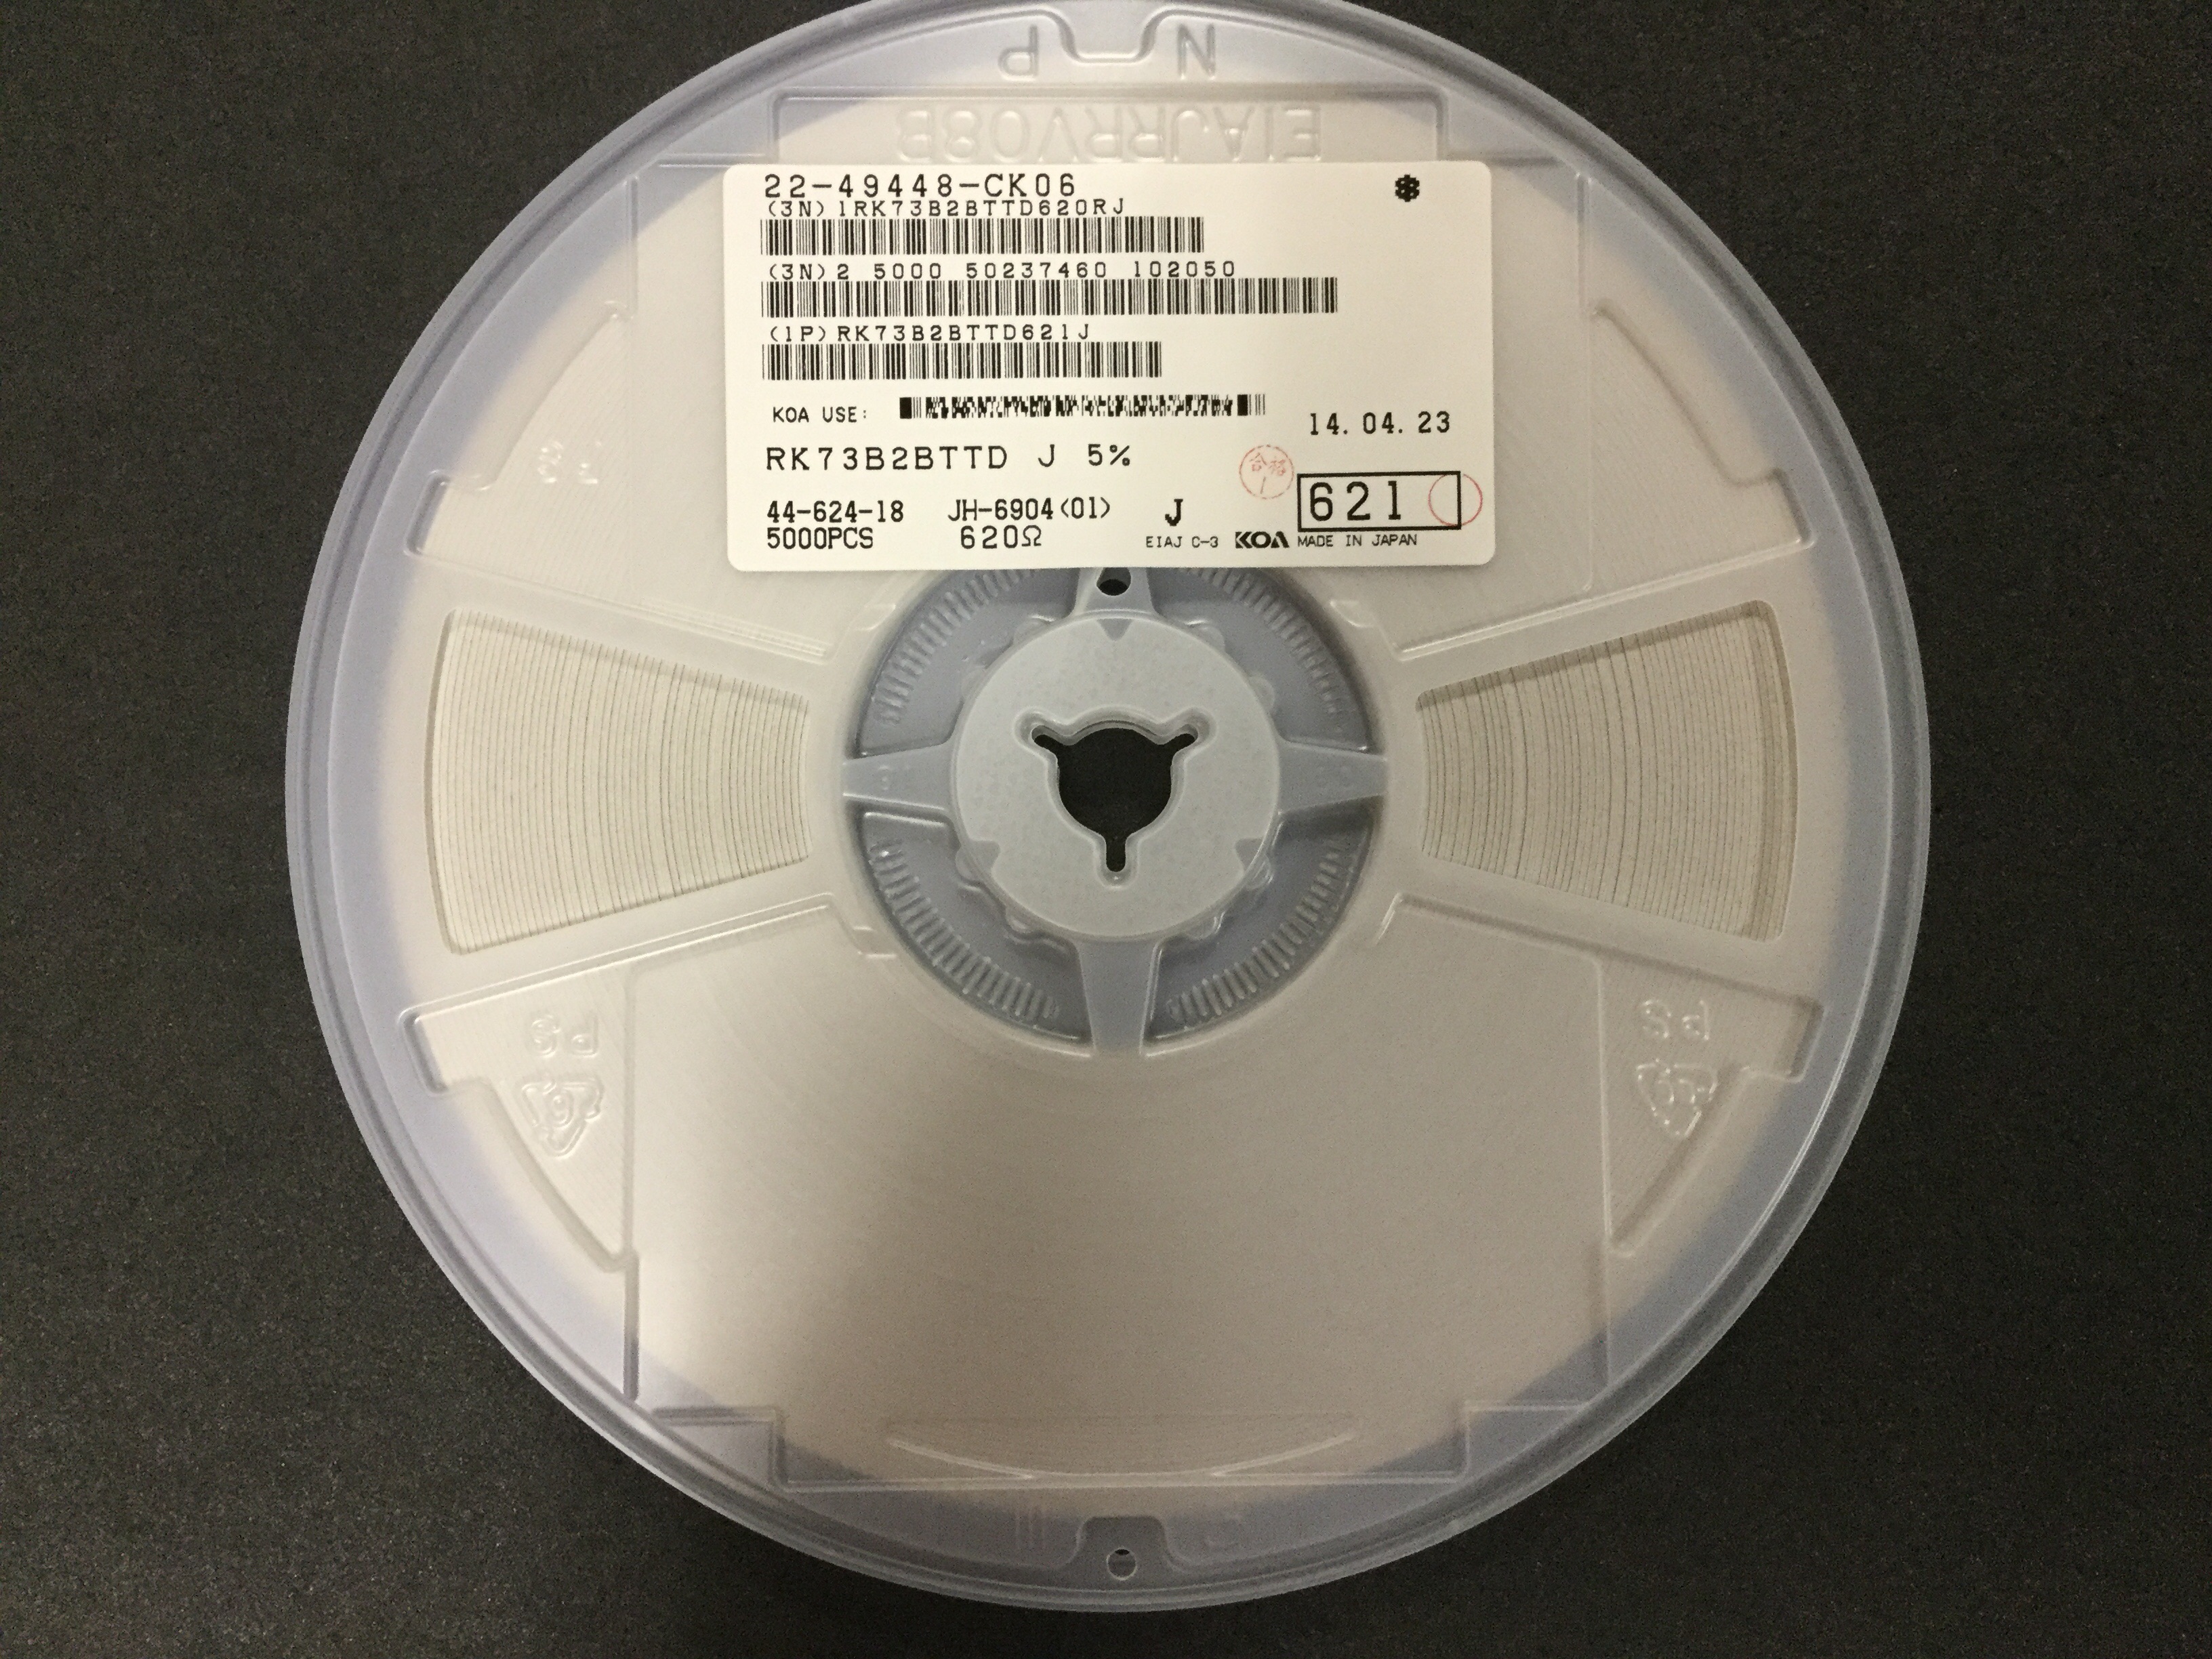 N P
EIAJRRV08B
22-49448-CK06
(3N)1RK73B2BTTD620RJ
(3N)2 5000 50237460 102050
(1P)RK73B2BTTD621J
KOA USE:
14.04.23
RK73B2BTTD J 5%
合格
621
44-624-18 JH-6904(01) J
5000PCS 620Ω EIAJ C-3 KOA MADE IN JAPAN
PS
PS
6